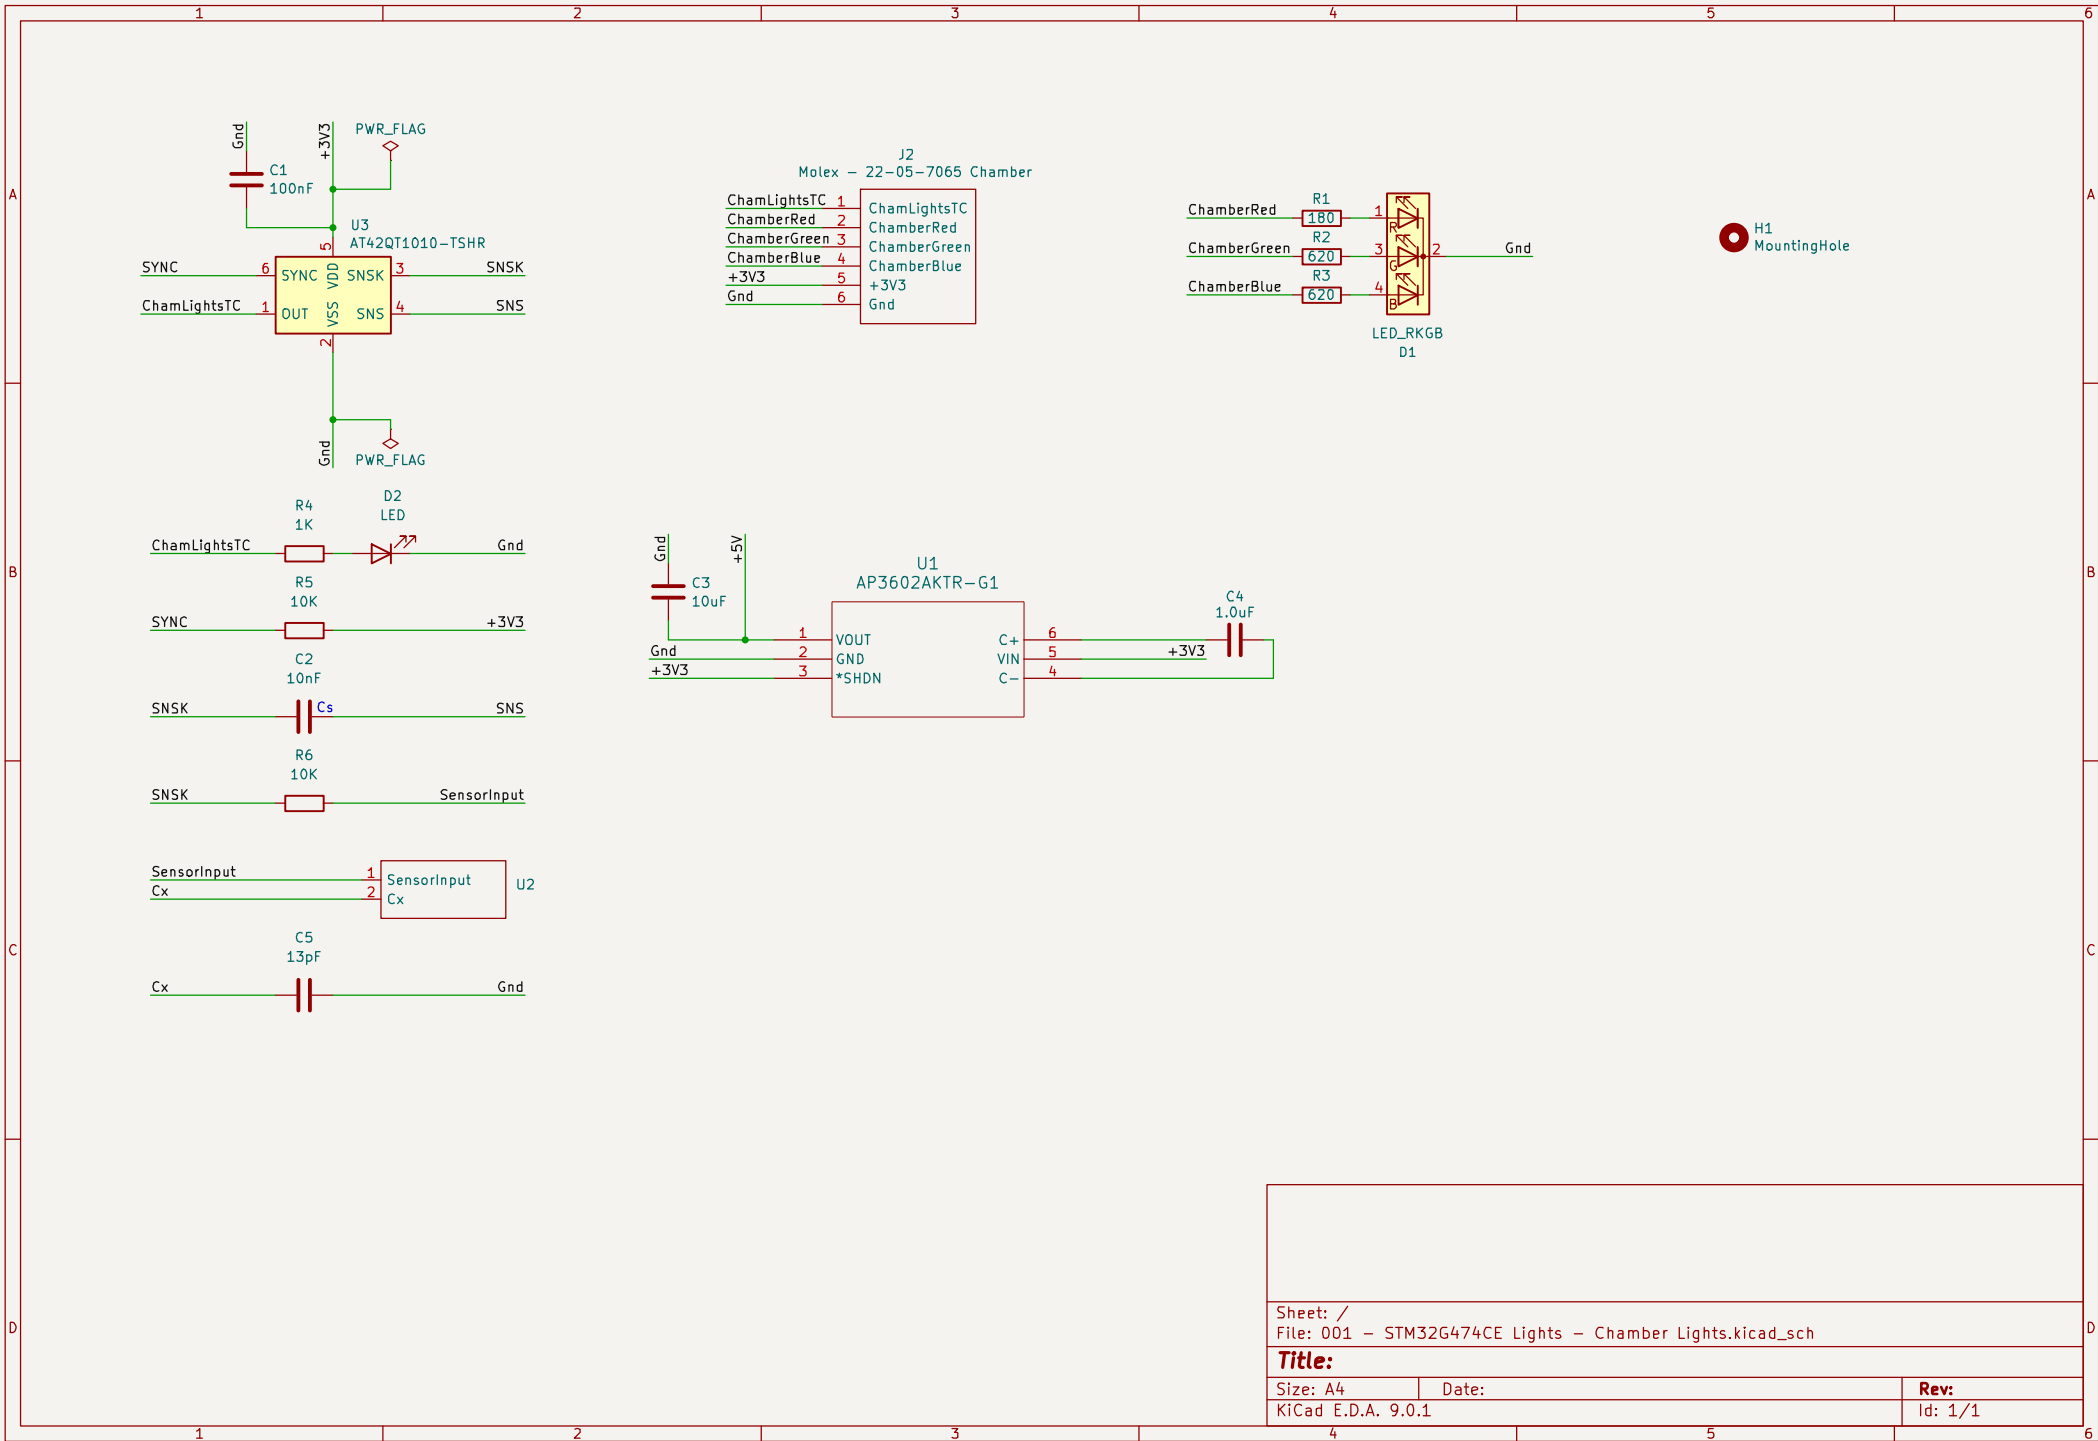 1 2 3 4 5 6
A
B
C
D
A
B
C
D
Gnd
+3V3
PWR_FLAG
C1
100nF
U3
AT42QT1010-TSHR
SYNC 6 SYNC VDD 5 SNSK 3 SNSK
ChamLightsTC 1 OUT VSS 2 SNS 4 SNS
Gnd
PWR_FLAG
J2
Molex - 22-05-7065 Chamber
ChamLightsTC 1 ChamLightsTC
ChamberRed 2 ChamberRed
ChamberGreen 3 ChamberGreen
ChamberBlue 4 ChamberBlue
+3V3 5 +3V3
Gnd 6 Gnd
R1
ChamberRed 180 1 R
R2
ChamberGreen 620 3 G 2 Gnd
R3
ChamberBlue 620 4 B
LED_RKGB
D1
H1
MountingHole
R4
1K
D2
LED
ChamLightsTC Gnd
R5
10K
SYNC +3V3
C2
10nF
SNSK Cs SNS
R6
10K
SNSK SensorInput
SensorInput 1 SensorInput
Cx 2 Cx
U2
C5
13pF
Cx Gnd
Gnd
+5V
C3
10uF
U1
AP3602AKTR-G1
C4
1.0uF
1 VOUT C+ 6
Gnd 2 GND VIN 5 +3V3
+3V3 3 *SHDN C- 4
Sheet: /
File: 001 - STM32G474CE Lights - Chamber Lights.kicad_sch
Title:
Size: A4 Date: Rev:
KiCad E.D.A. 9.0.1 Id: 1/1
1 2 3 4 5 6